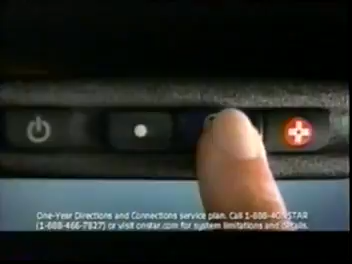 One-Year Directions and Connections service plan. Call 1-888-4ONSTAR
(1-888-466-7827) or visit onstar.com for system limitations and details.